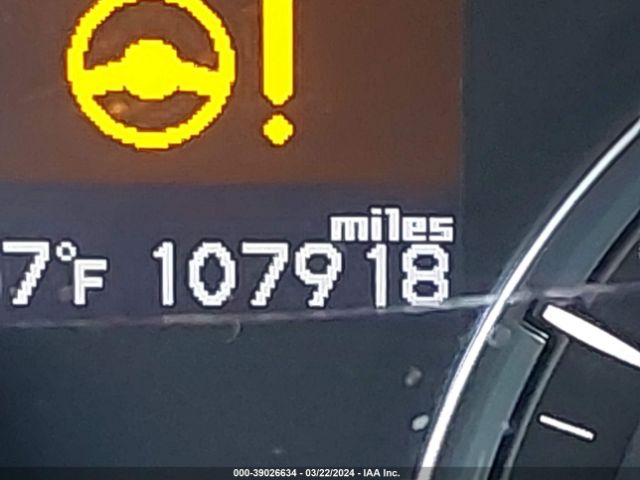 miles
7°F 107918
000-39026634 - 03/22/2024 - IAA Inc.